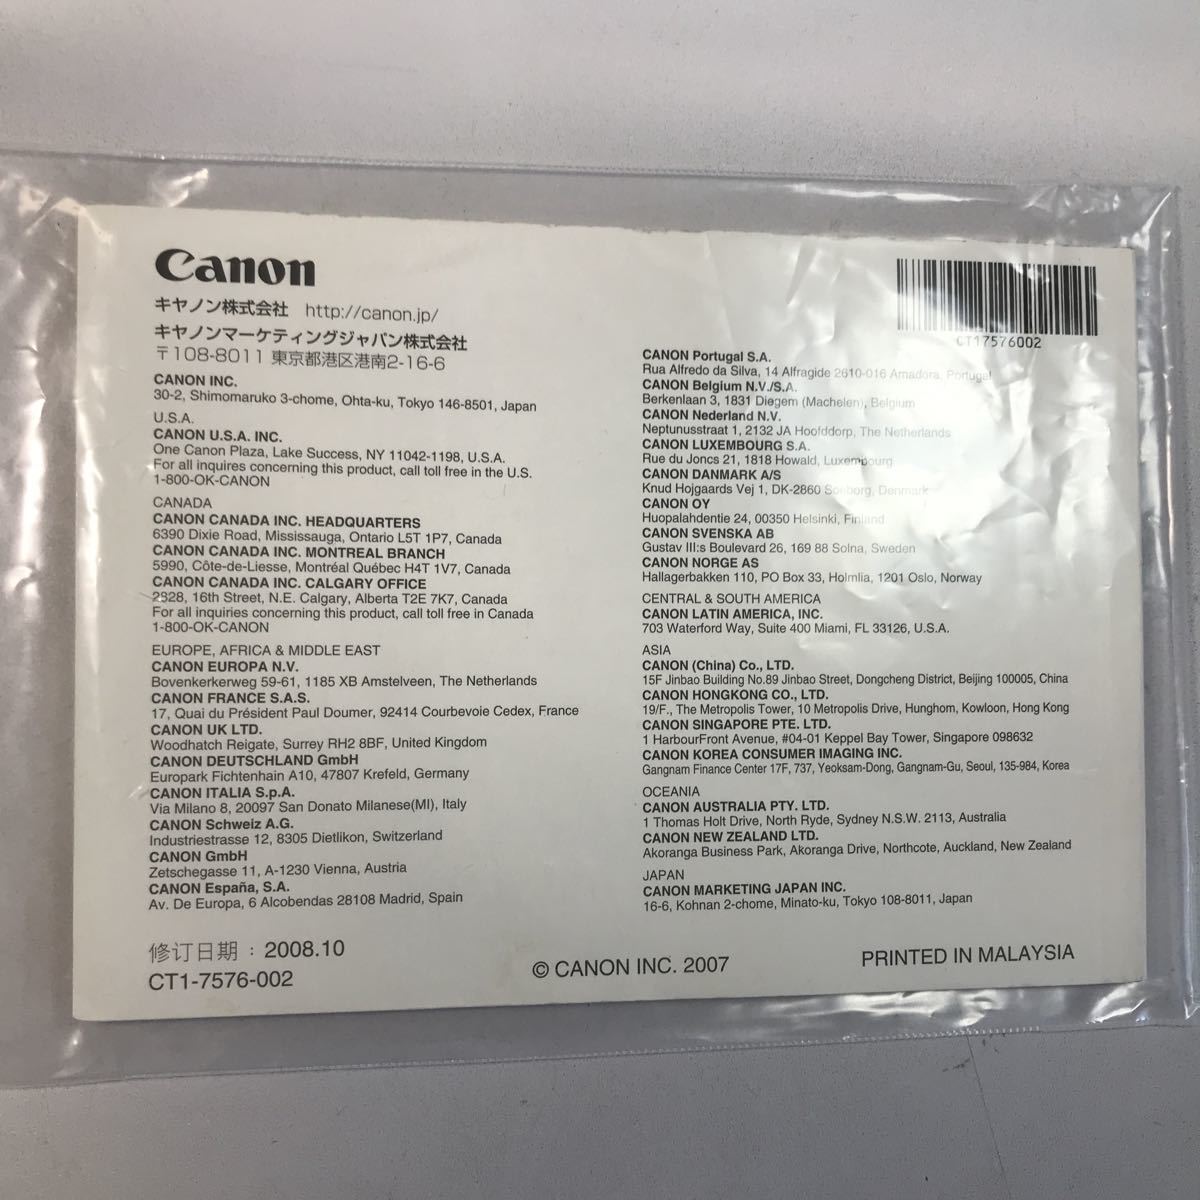 Canon
キヤノン株式会社 http://canon.jp/
キヤノンマーケティングジャパン株式会社
〒108-8011 東京都港区港南2-16-6
CANON INC.
30-2, Shimomaruko 3-chome, Ohta-ku, Tokyo 146-8501, Japan
U.S.A.
CANON U.S.A. INC.
One Canon Plaza, Lake Success, NY 11042-1198, U.S.A.
For all inquires concerning this product, call toll free in the U.S.
1-800-OK-CANON
CANADA
CANON CANADA INC. HEADQUARTERS
6390 Dixie Road, Mississauga, Ontario L5T 1P7, Canada
CANON CANADA INC. MONTREAL BRANCH
5990, Côte-de-Liesse, Montréal Québec H4T 1V7, Canada
CANON CANADA INC. CALGARY OFFICE
2828, 16th Street, N.E. Calgary, Alberta T2E 7K7, Canada
For all inquiries concerning this product, call toll free in Canada
1-800-OK-CANON
EUROPE, AFRICA & MIDDLE EAST
CANON EUROPA N.V.
Bovenkerkerweg 59-61, 1185 XB Amstelveen, The Netherlands
CANON FRANCE S.A.S.
17, Quai du Président Paul Doumer, 92414 Courbevoie Cedex, France
CANON UK LTD.
Woodhatch Reigate, Surrey RH2 8BF, United Kingdom
CANON DEUTSCHLAND GmbH
Europark Fichtenhain A10, 47807 Krefeld, Germany
CANON ITALIA S.p.A.
Via Milano 8, 20097 San Donato Milanese(MI), Italy
CANON Schweiz A.G.
Industriestrasse 12, 8305 Dietlikon, Switzerland
CANON GmbH
Zetschegasse 11, A-1230 Vienna, Austria
CANON España, S.A.
Av. De Europa, 6 Alcobendas 28108 Madrid, Spain
CT17576002
CANON Portugal S.A.
Rua Alfredo da Silva, 14 Alfragide 2610-016 Amadora, Portugal
CANON Belgium N.V./S.A.
Berkenlaan 3, 1831 Diegem (Machelen), Belgium
CANON Nederland N.V.
Neptunusstraat 1, 2132 JA Hoofddorp, The Netherlands
CANON LUXEMBOURG S.A.
Rue du Joncs 21, 1818 Howald, Luxembourg
CANON DANMARK A/S
Knud Hojgaards Vej 1, DK-2860 Soeborg, Denmark
CANON OY
Huopalahdentie 24, 00350 Helsinki, Finland
CANON SVENSKA AB
Gustav III:s Boulevard 26, 169 88 Solna, Sweden
CANON NORGE AS
Hallagerbakken 110, PO Box 33, Holmlia, 1201 Oslo, Norway
CENTRAL & SOUTH AMERICA
CANON LATIN AMERICA, INC.
703 Waterford Way, Suite 400 Miami, FL 33126, U.S.A.
ASIA
CANON (China) Co., LTD.
15F Jinbao Building No.89 Jinbao Street, Dongcheng District, Beijing 100005, China
CANON HONGKONG CO., LTD.
19/F., The Metropolis Tower, 10 Metropolis Drive, Hunghom, Kowloon, Hong Kong
CANON SINGAPORE PTE. LTD.
1 HarbourFront Avenue, #04-01 Keppel Bay Tower, Singapore 098632
CANON KOREA CONSUMER IMAGING INC.
Gangnam Finance Center 17F, 737, Yeoksam-Dong, Gangnam-Gu, Seoul, 135-984, Korea
OCEANIA
CANON AUSTRALIA PTY. LTD.
1 Thomas Holt Drive, North Ryde, Sydney N.S.W. 2113, Australia
CANON NEW ZEALAND LTD.
Akoranga Business Park, Akoranga Drive, Northcote, Auckland, New Zealand
JAPAN
CANON MARKETING JAPAN INC.
16-6, Kohnan 2-chome, Minato-ku, Tokyo 108-8011, Japan
修订日期 : 2008.10
CT1-7576-002
© CANON INC. 2007
PRINTED IN MALAYSIA